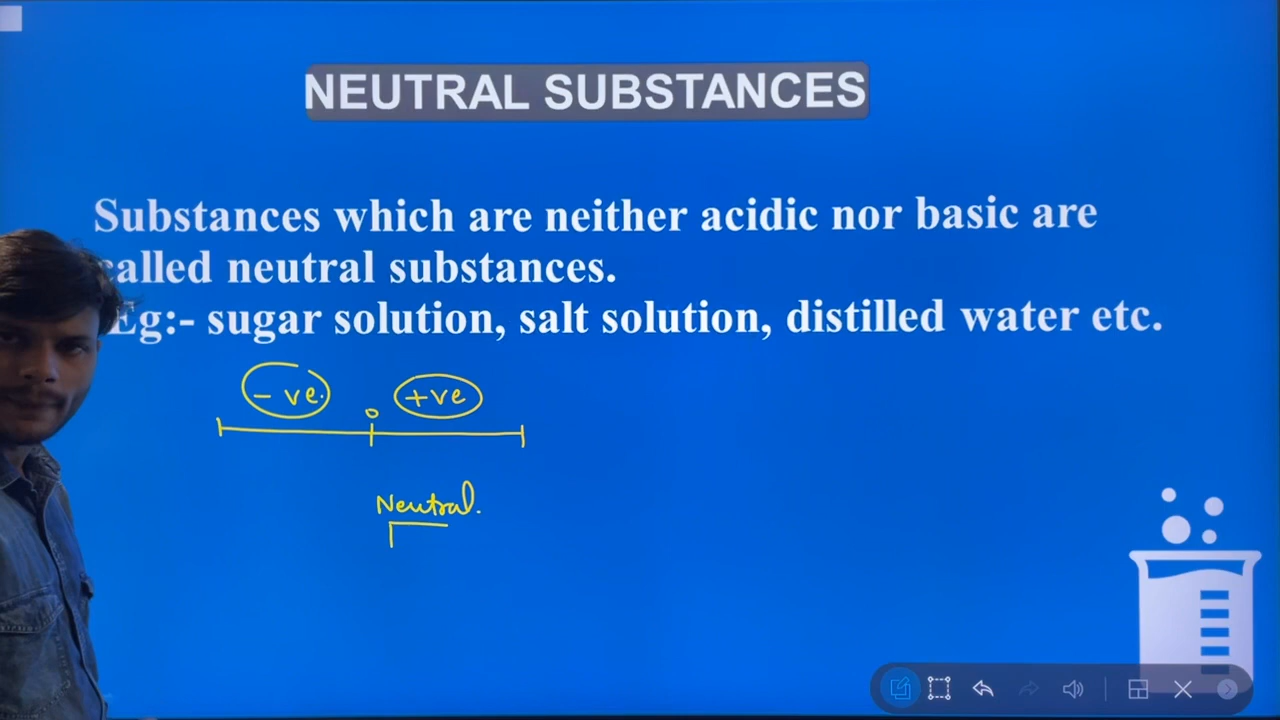 NEUTRAL SUBSTANCES
Substances which are neither acidic nor basic are
called neutral substances.
Eg:- sugar solution, salt solution, distilled water etc.
- ve. 0 +ve
Neutral.